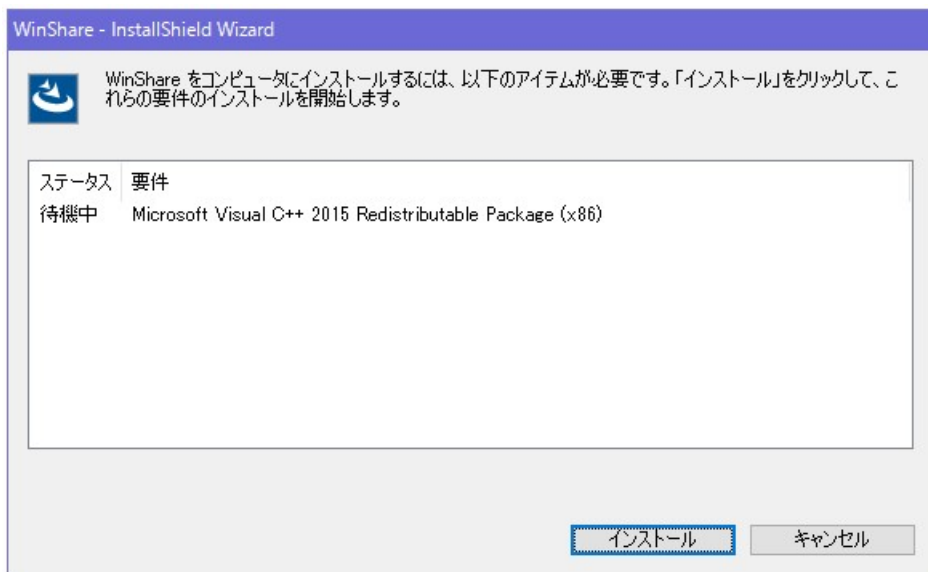 WinShare - InstallShield Wizard
WinShare をコンピュータにインストールするには、以下のアイテムが必要です。「インストール」をクリックして、こ
れらの要件のインストールを開始します。
ステータス 要件
待機中 Microsoft Visual C++ 2015 Redistributable Package (x86)
インストール キャンセル